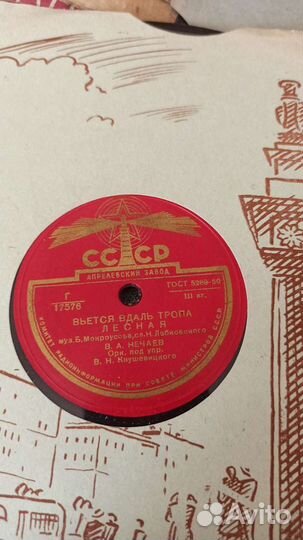 СССР
АПРЕЛЕВСКИЙ ЗАВОД
Г
17576
ГОСТ 5289-50
III гр.
ВЬЕТСЯ ВДАЛЬ ТРОПА
ЛЕСНАЯ
муз. Б. Мокроусова, сл. Н. Лабковского
В. А. НЕЧАЕВ
Орк. под упр.
В. Н. Кнушевицкого
КОМИТЕТ РАДИОИНФОРМАЦИИ ПРИ СОВЕТЕ МИНИСТРОВ СССР
Avito